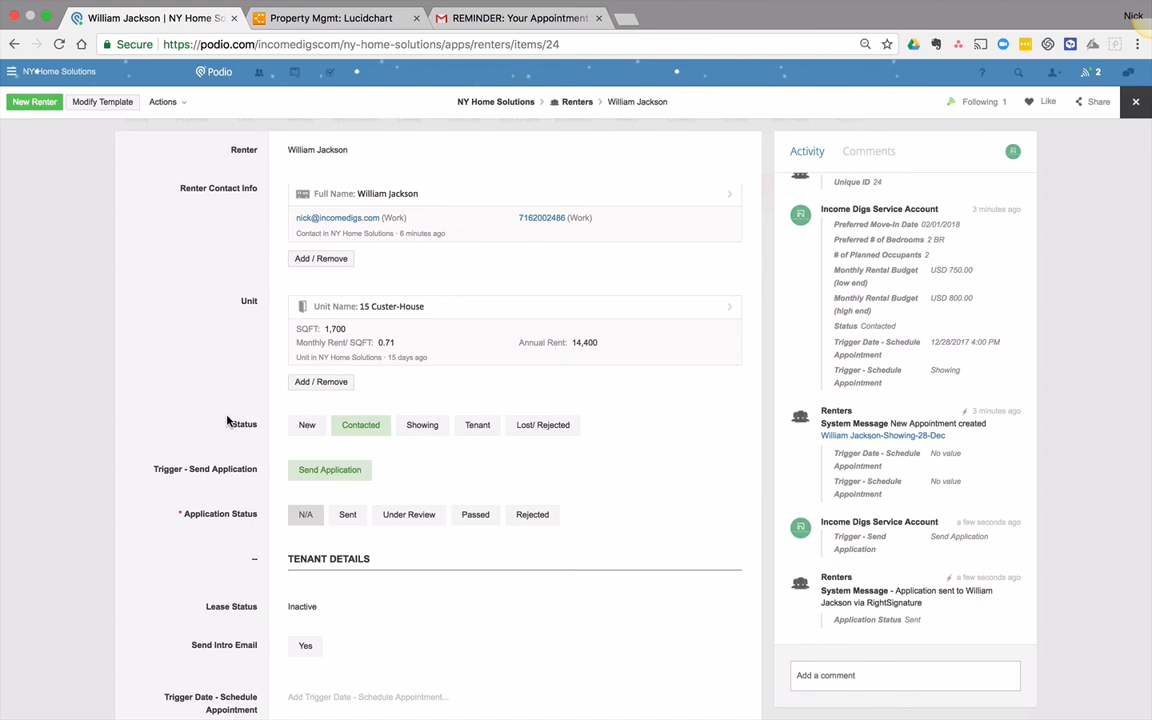 William Jackson | NY Home So
Property Mgmt: Lucidchart
REMINDER: Your Appointment
Nick
Secure
https://podio.com/incomedigscom/ny-home-solutions/apps/renters/items/24
NY Home Solutions
Podio
2
New Renter
Modify Template
Actions
NY Home Solutions > Renters > William Jackson
Following 1
Like
Share
Renter
William Jackson
Renter Contact Info
Full Name: William Jackson
nick@incomedigs.com (Work)
7162002486 (Work)
Contact in NY Home Solutions · 6 minutes ago
Add / Remove
Unit
Unit Name: 15 Custer-House
SQFT: 1,700
Monthly Rent/ SQFT: 0.71
Annual Rent: 14,400
Unit in NY Home Solutions · 15 days ago
Add / Remove
Status
New
Contacted
Showing
Tenant
Lost/ Rejected
Trigger - Send Application
Send Application
* Application Status
N/A
Sent
Under Review
Passed
Rejected
--
TENANT DETAILS
Lease Status
Inactive
Send Intro Email
Yes
Trigger Date - Schedule
Appointment
Add Trigger Date - Schedule Appointment...
Activity
Comments
Unique ID 24
Income Digs Service Account
3 minutes ago
Preferred Move-In Date 02/01/2018
Preferred # of Bedrooms 2 BR
# of Planned Occupants 2
Monthly Rental Budget USD 750.00
(low end)
Monthly Rental Budget USD 800.00
(high end)
Status Contacted
Trigger Date - Schedule 12/28/2017 4:00 PM
Appointment
Trigger - Schedule Showing
Appointment
Renters
3 minutes ago
System Message New Appointment created
William Jackson-Showing-28-Dec
Trigger Date - Schedule No value
Appointment
Trigger - Schedule No value
Appointment
Income Digs Service Account
a few seconds ago
Trigger - Send Send Application
Application
Renters
a few seconds ago
System Message - Application sent to William
Jackson via RightSignature
Application Status Sent
Add a comment